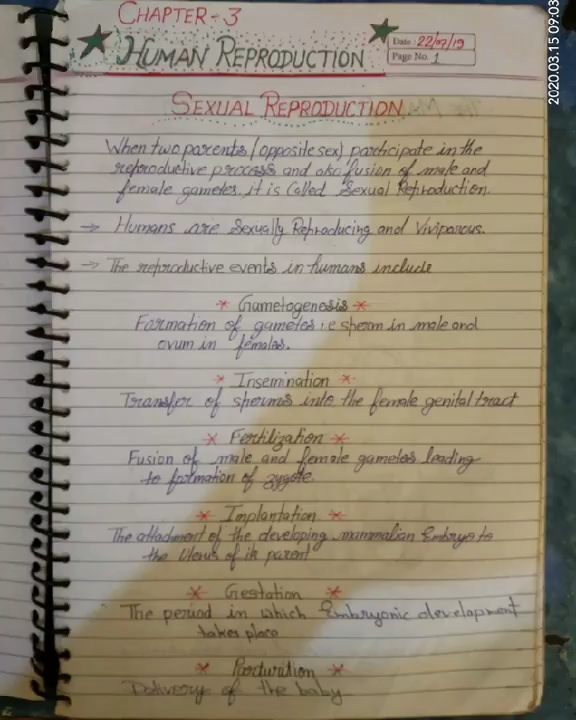 CHAPTER-3
HUMAN REPRODUCTION
Date: 22/07/19
Page No. 1
2020.03.15 09:03
SEXUAL REPRODUCTION
When two parents (opposite sex) participate in the
reproductive process and also fusion of male and
female gametes, it is Called Sexual Reproduction.
→ Humans are Sexually Reproducing and Viviparous.
→ The reproductive events in humans include
* Gametogenesis *
Formation of gametes i.e sperm in male and
ovum in females.
* Insemination *
Transfer of sperms into the female genital tract
* Fertilization *
Fusion of male and female gametes leading
to formation of zygote.
* Implantation *
The attachment of the developing mammalian Embryo to
the Uterus of its parent
* Gestation *
The period in which Embryonic development
takes place
* Parturition *
Delivery of the baby